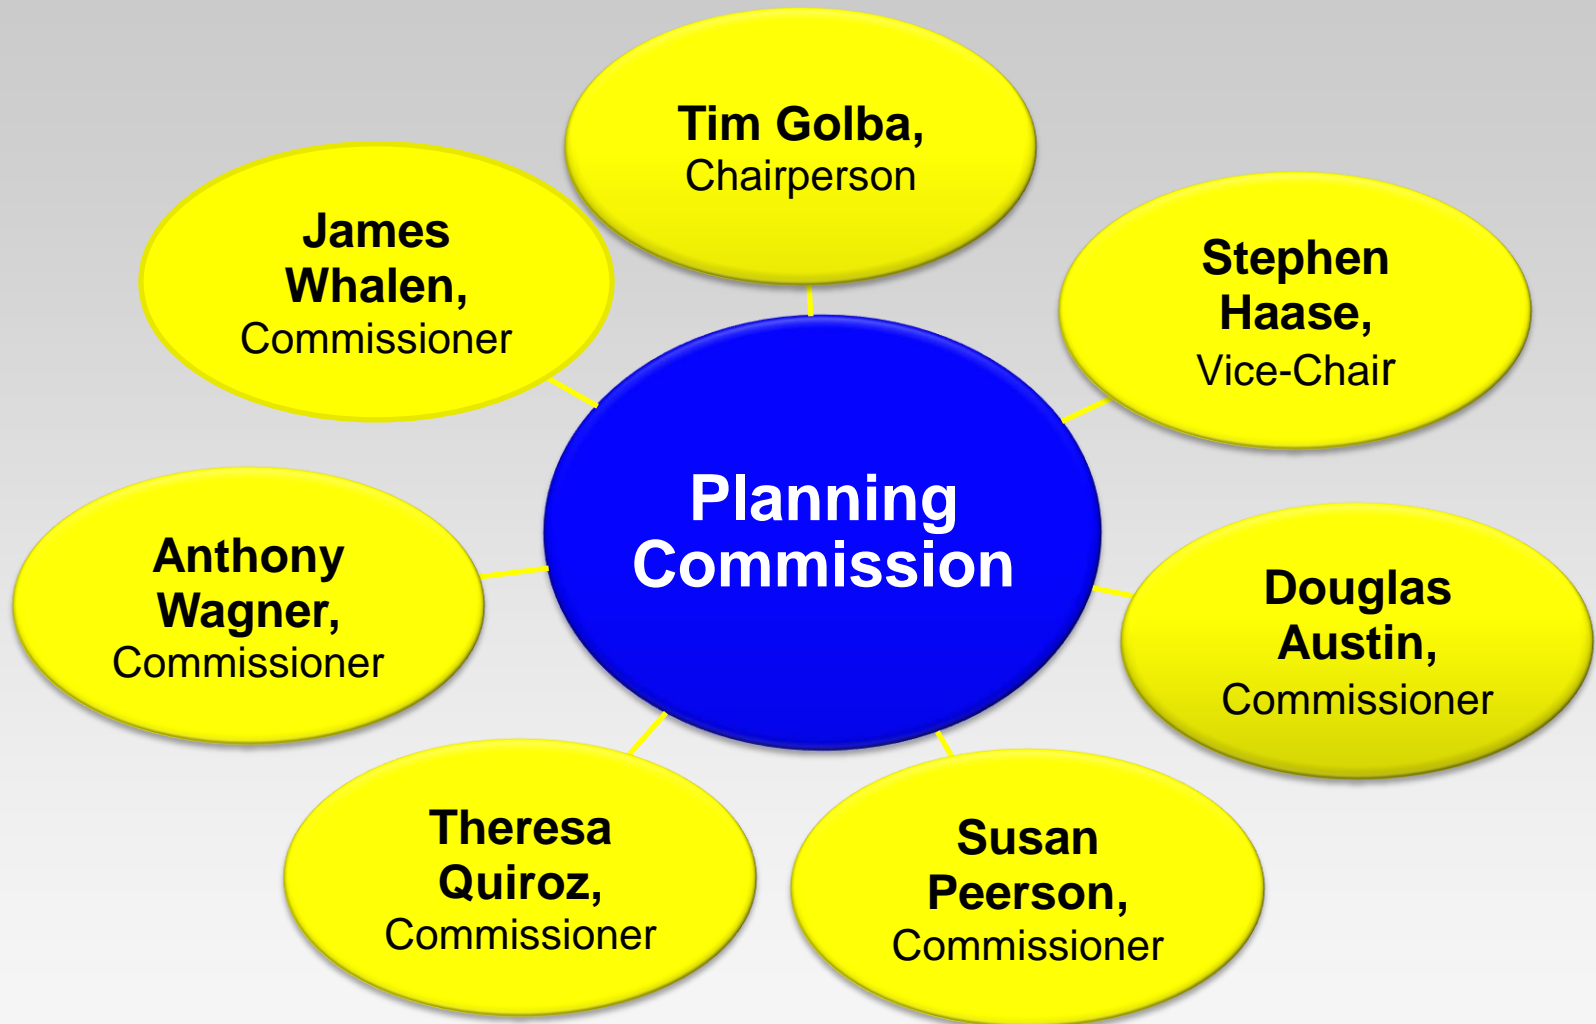 Tim Golba,
Chairperson
James
Whalen,
Commissioner
Stephen
Haase,
Vice-Chair
Planning
Commission
Anthony
Wagner,
Commissioner
Douglas
Austin,
Commissioner
Theresa
Quiroz,
Commissioner
Susan
Peerson,
Commissioner